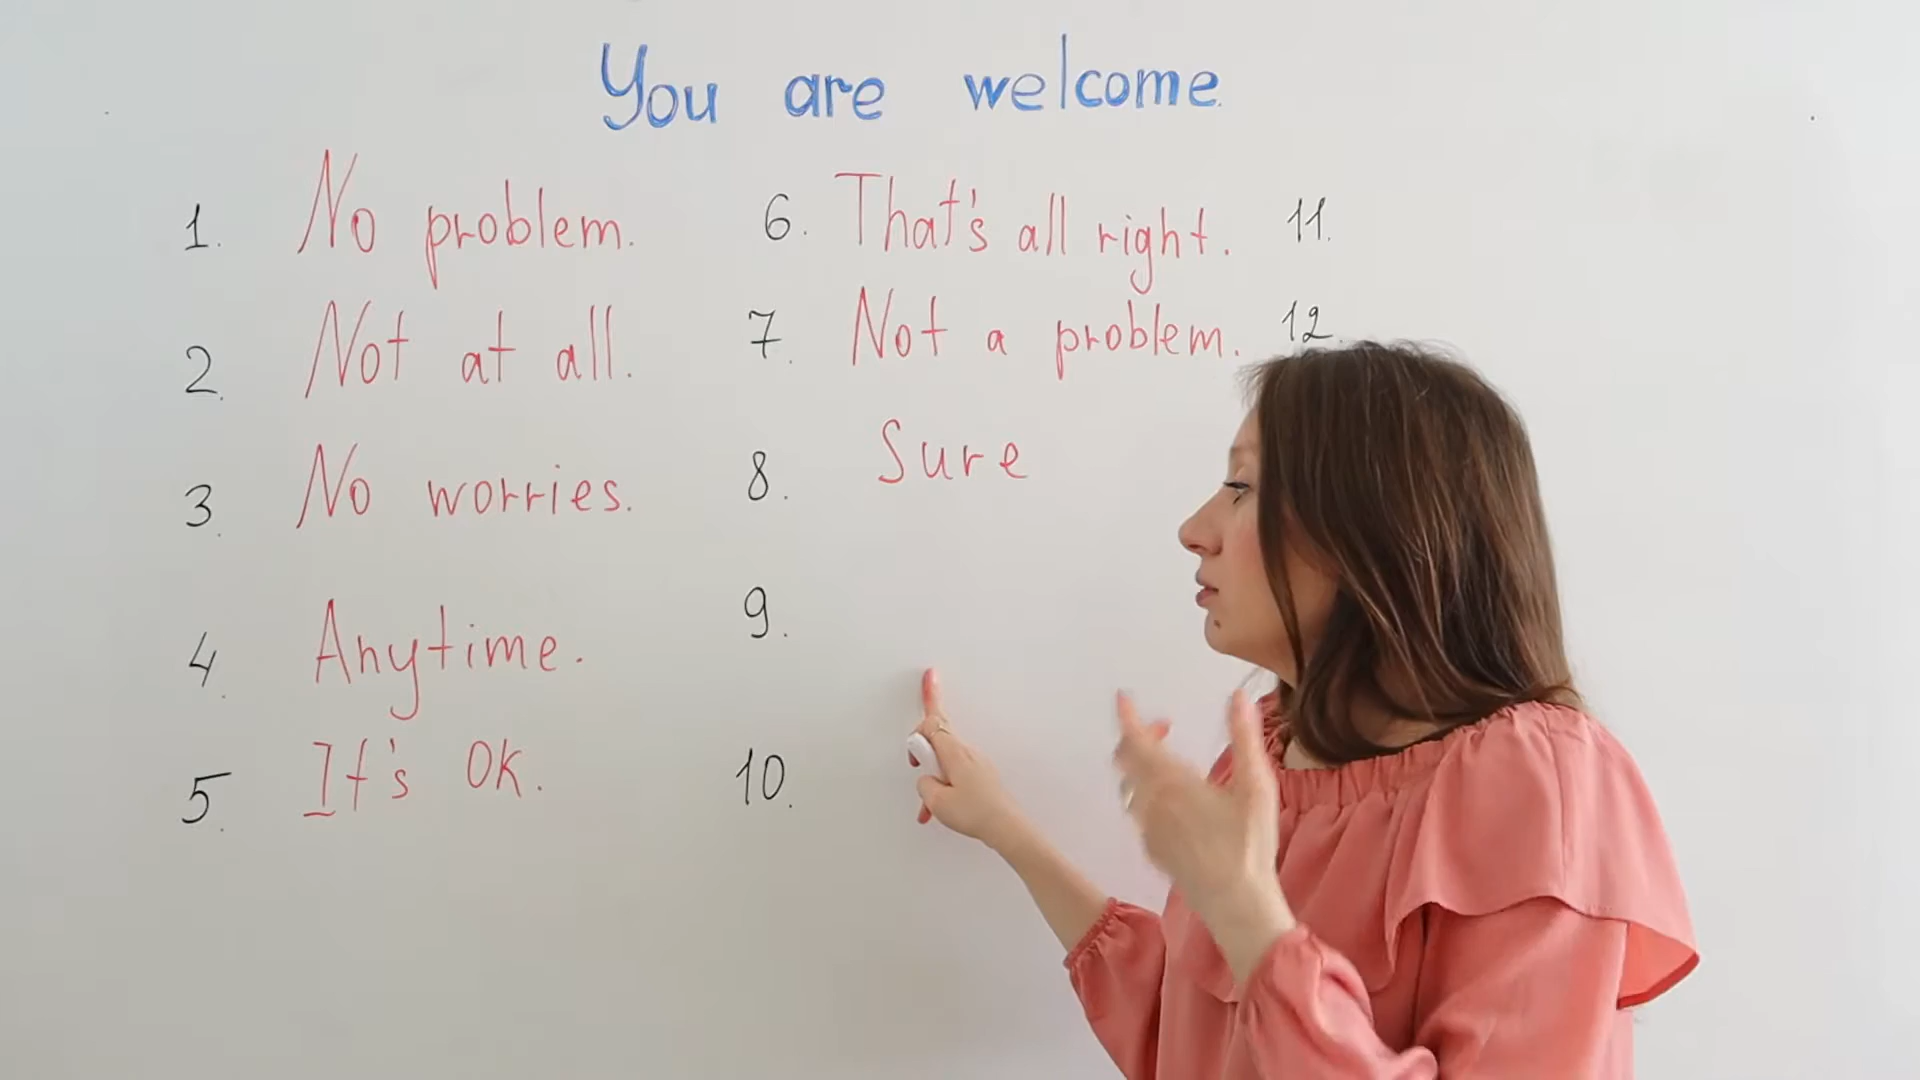 You are welcome.
1. No problem.
2. Not at all.
3. No worries.
4. Anytime.
5. It's OK.
6. That's all right.
7. Not a problem.
8. Sure
9.
10.
11.
12.